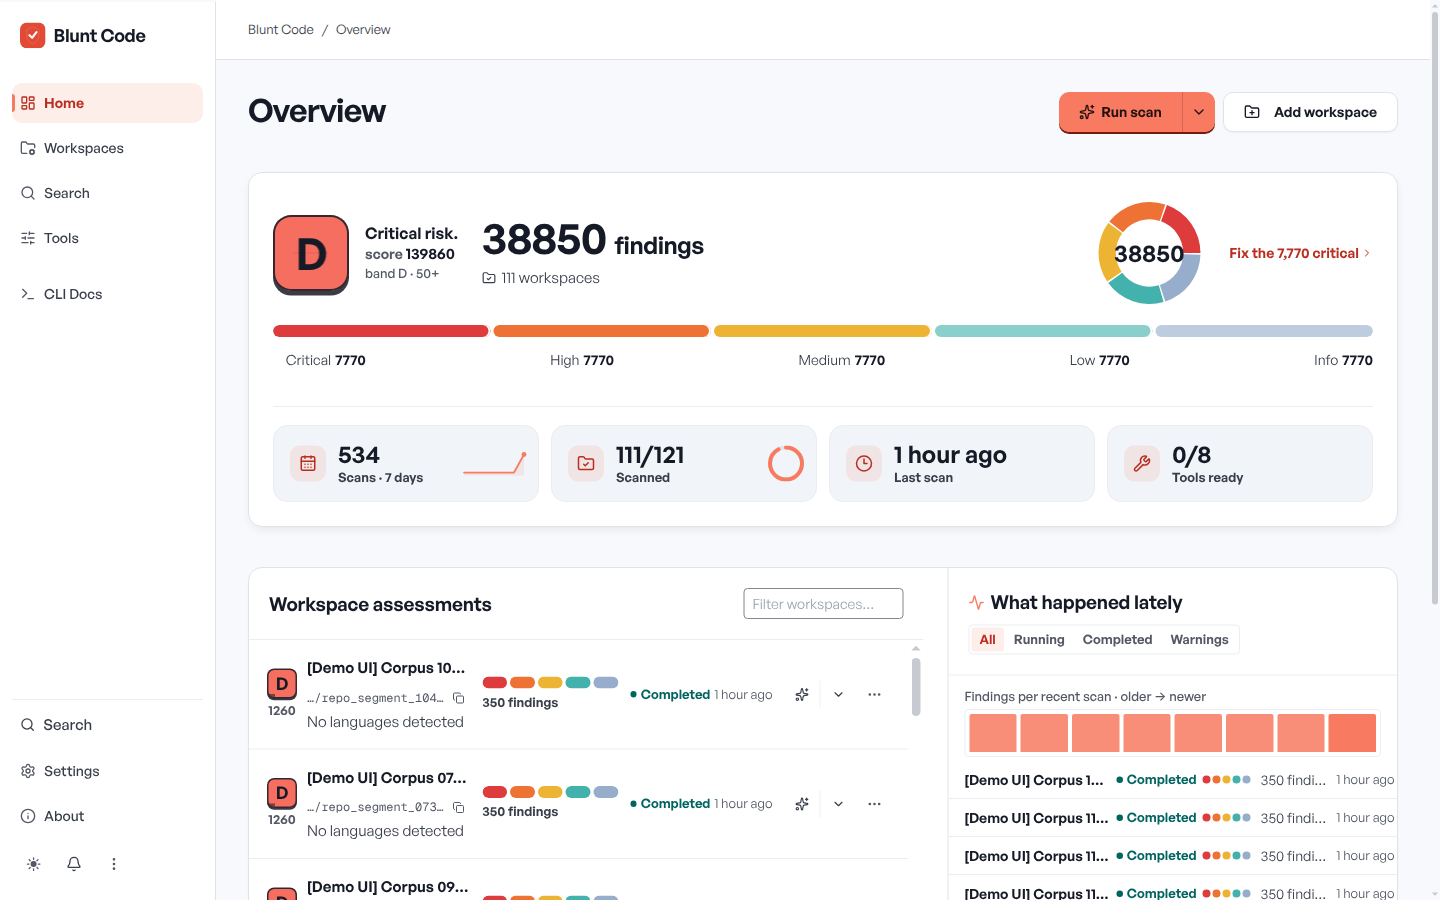 Blunt Code
Home
Workspaces
Search
Tools
CLI Docs
Search
Settings
About
Blunt Code / Overview
Overview
Run scan
Add workspace
D
Critical risk.
score 139860
band D · 50+
38850 findings
111 workspaces
38850
Fix the 7,770 critical
Critical 7770
High 7770
Medium 7770
Low 7770
Info 7770
534
Scans · 7 days
111/121
Scanned
1 hour ago
Last scan
0/8
Tools ready
Workspace assessments
Filter workspaces...
D
1260
[Demo UI] Corpus 10...
.../repo_segment_104...
No languages detected
350 findings
Completed 1 hour ago
D
1260
[Demo UI] Corpus 07...
.../repo_segment_073...
No languages detected
350 findings
Completed 1 hour ago
D
[Demo UI] Corpus 09...
What happened lately
All
Running
Completed
Warnings
Findings per recent scan · older → newer
[Demo UI] Corpus 1... Completed 350 findi... 1 hour ago
[Demo UI] Corpus 11... Completed 350 findi... 1 hour ago
[Demo UI] Corpus 11... Completed 350 findi... 1 hour ago
[Demo UI] Corpus 11... Completed 350 findi... 1 hour ago